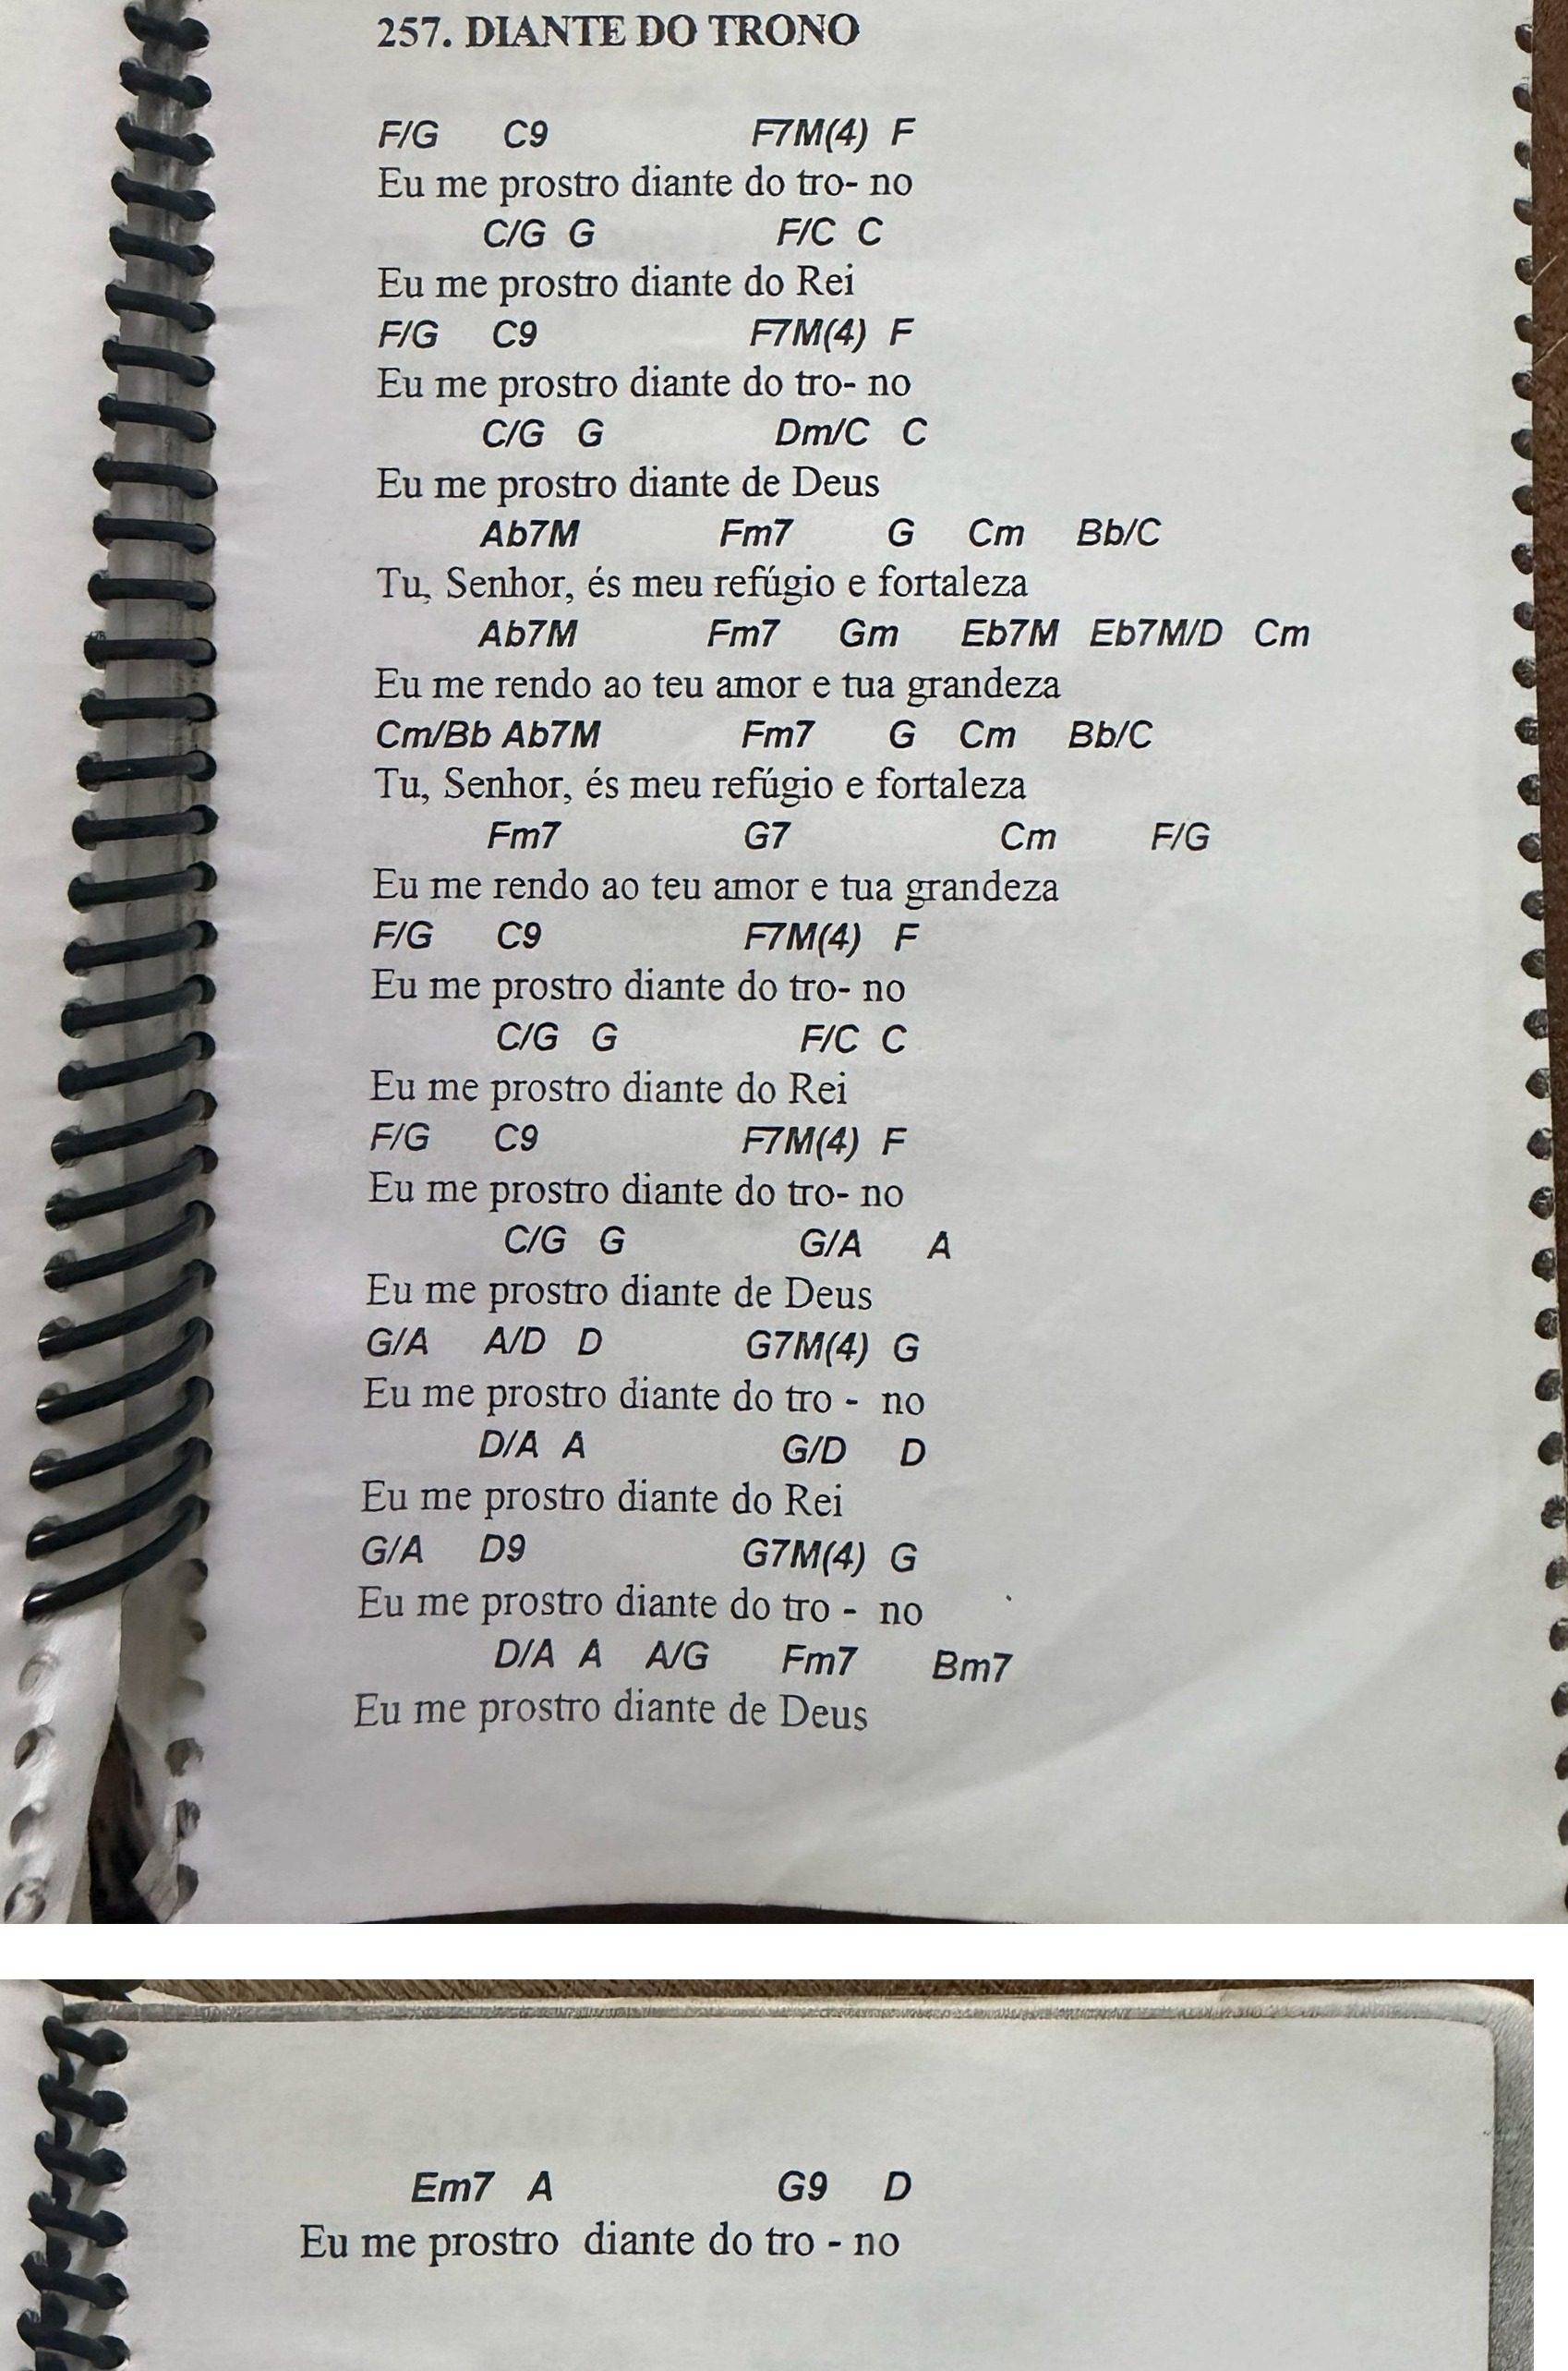 257. DIANTE DO TRONO
F/G C9 F7M(4) F
Eu me prostro diante do tro- no
C/G G F/C C
Eu me prostro diante do Rei
F/G C9 F7M(4) F
Eu me prostro diante do tro- no
C/G G Dm/C C
Eu me prostro diante de Deus
Ab7M Fm7 G Cm Bb/C
Tu, Senhor, és meu refúgio e fortaleza
Ab7M Fm7 Gm Eb7M Eb7M/D Cm
Eu me rendo ao teu amor e tua grandeza
Cm/Bb Ab7M Fm7 G Cm Bb/C
Tu, Senhor, és meu refúgio e fortaleza
Fm7 G7 Cm F/G
Eu me rendo ao teu amor e tua grandeza
F/G C9 F7M(4) F
Eu me prostro diante do tro- no
C/G G F/C C
Eu me prostro diante do Rei
F/G C9 F7M(4) F
Eu me prostro diante do tro- no
C/G G G/A A
Eu me prostro diante de Deus
G/A A/D D G7M(4) G
Eu me prostro diante do tro - no
D/A A G/D D
Eu me prostro diante do Rei
G/A D9 G7M(4) G
Eu me prostro diante do tro - no
D/A A A/G Fm7 Bm7
Eu me prostro diante de Deus
Em7 A G9 D
Eu me prostro diante do tro - no